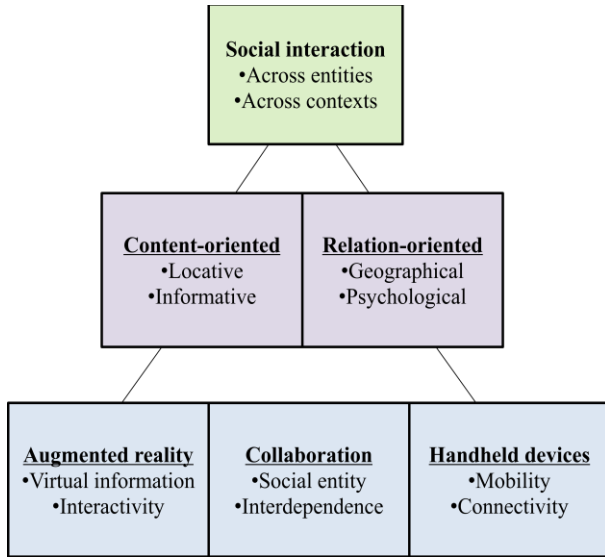 Social interaction
•Across entities
•Across contexts
Content-oriented
•Locative
•Informative
Relation-oriented
•Geographical
•Psychological
Augmented reality
•Virtual information
•Interactivity
Collaboration
•Social entity
•Interdependence
Handheld devices
•Mobility
•Connectivity